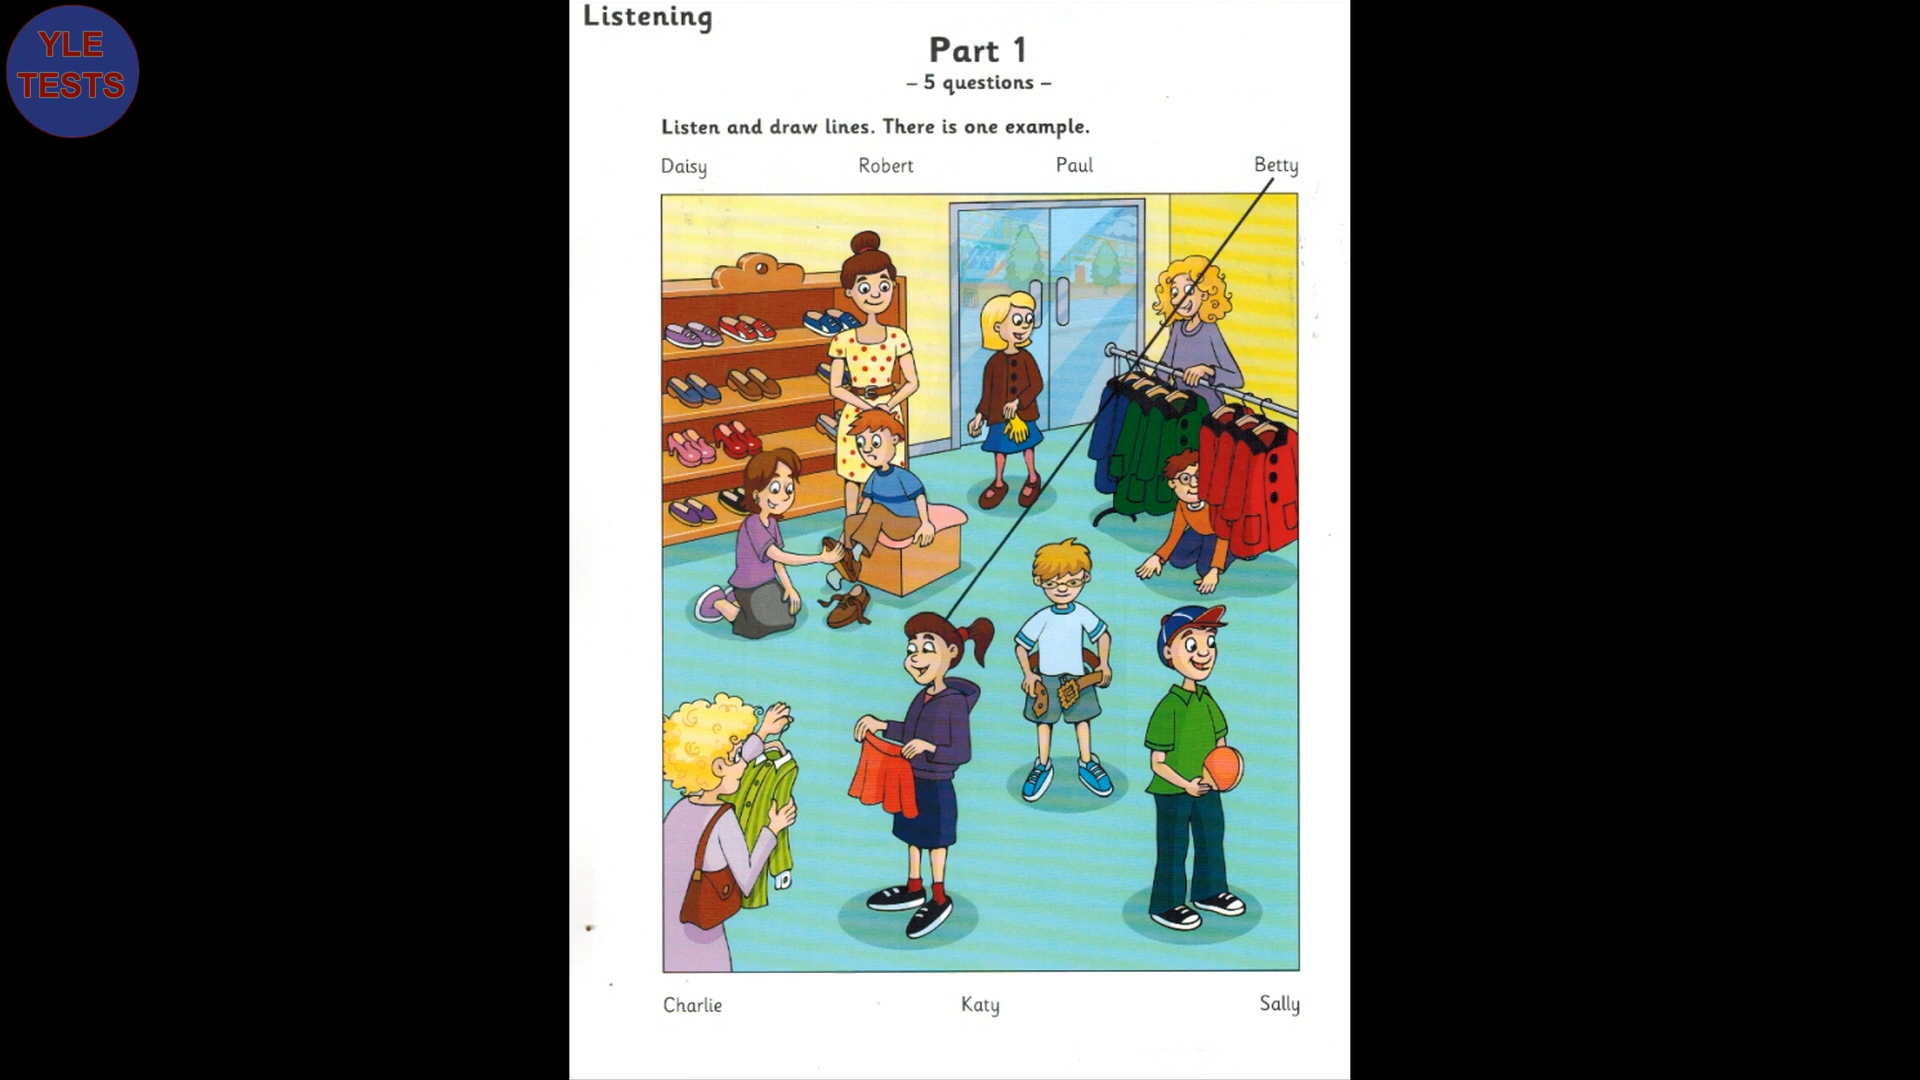 YLE
TESTS
Listening
Part 1
– 5 questions –
Listen and draw lines. There is one example.
Daisy Robert Paul Betty
Charlie Katy Sally